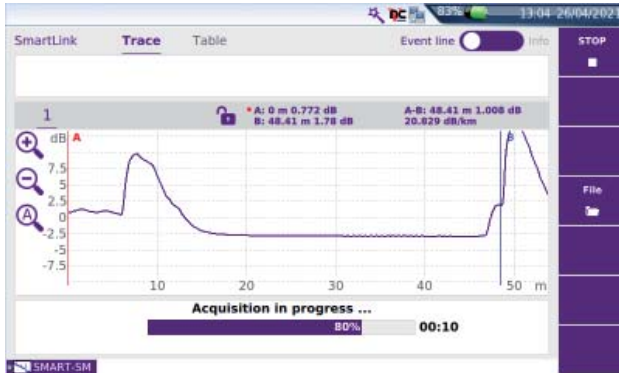 83% 13:04 26/04/2021
SmartLink Trace Table Event line Info STOP
1 A: 0 m 0.772 dB A-B: 48.41 m 1.008 dB
B: 48.41 m 1.78 dB 20.829 dB/km
dB A B
7.5
5
2.5
0
-2.5
-5
-7.5
10 20 30 40 50 m
A
File
Acquisition in progress ...
80% 00:10
SMART-SM